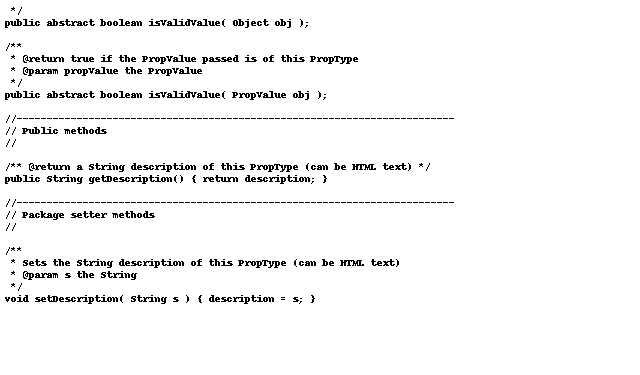 */
public abstract boolean isValidValue( Object obj );
/**
* @return true if the PropValue passed is of this PropType
* @param propValue the PropValue
*/
public abstract boolean isValidValue( PropValue obj );
//-------------------------------------------------------------------------
// Public methods
//
/** @return a String description of this PropType (can be HTML text) */
public String getDescription() { return description; }
//-------------------------------------------------------------------------
// Package setter methods
//
/**
* Sets the String description of this PropType (can be HTML text)
* @param s the String
*/
void setDescription( String s ) { description = s; }